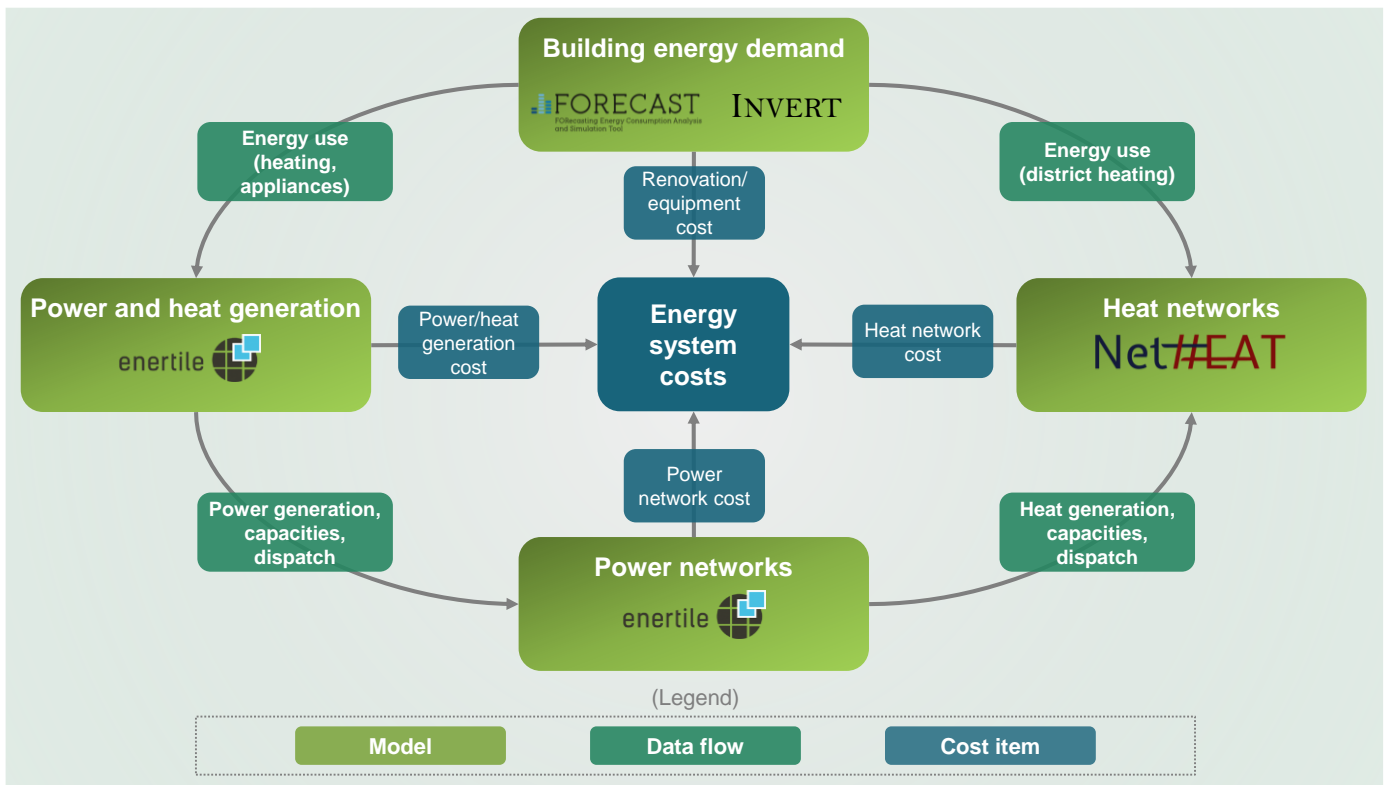 Building energy demand
FORECAST
FORecasting Energy Consumption Analysis
and Simulation Tool
INVERT
Energy use
(heating,
appliances)
Renovation/
equipment
cost
Energy use
(district heating)
Power and heat generation
enertile
Power/heat
generation
cost
Energy
system
costs
Heat network
cost
Heat networks
NetHEAT
Power generation,
capacities,
dispatch
Power
network cost
Heat generation,
capacities,
dispatch
Power networks
enertile
(Legend)
Model
Data flow
Cost item